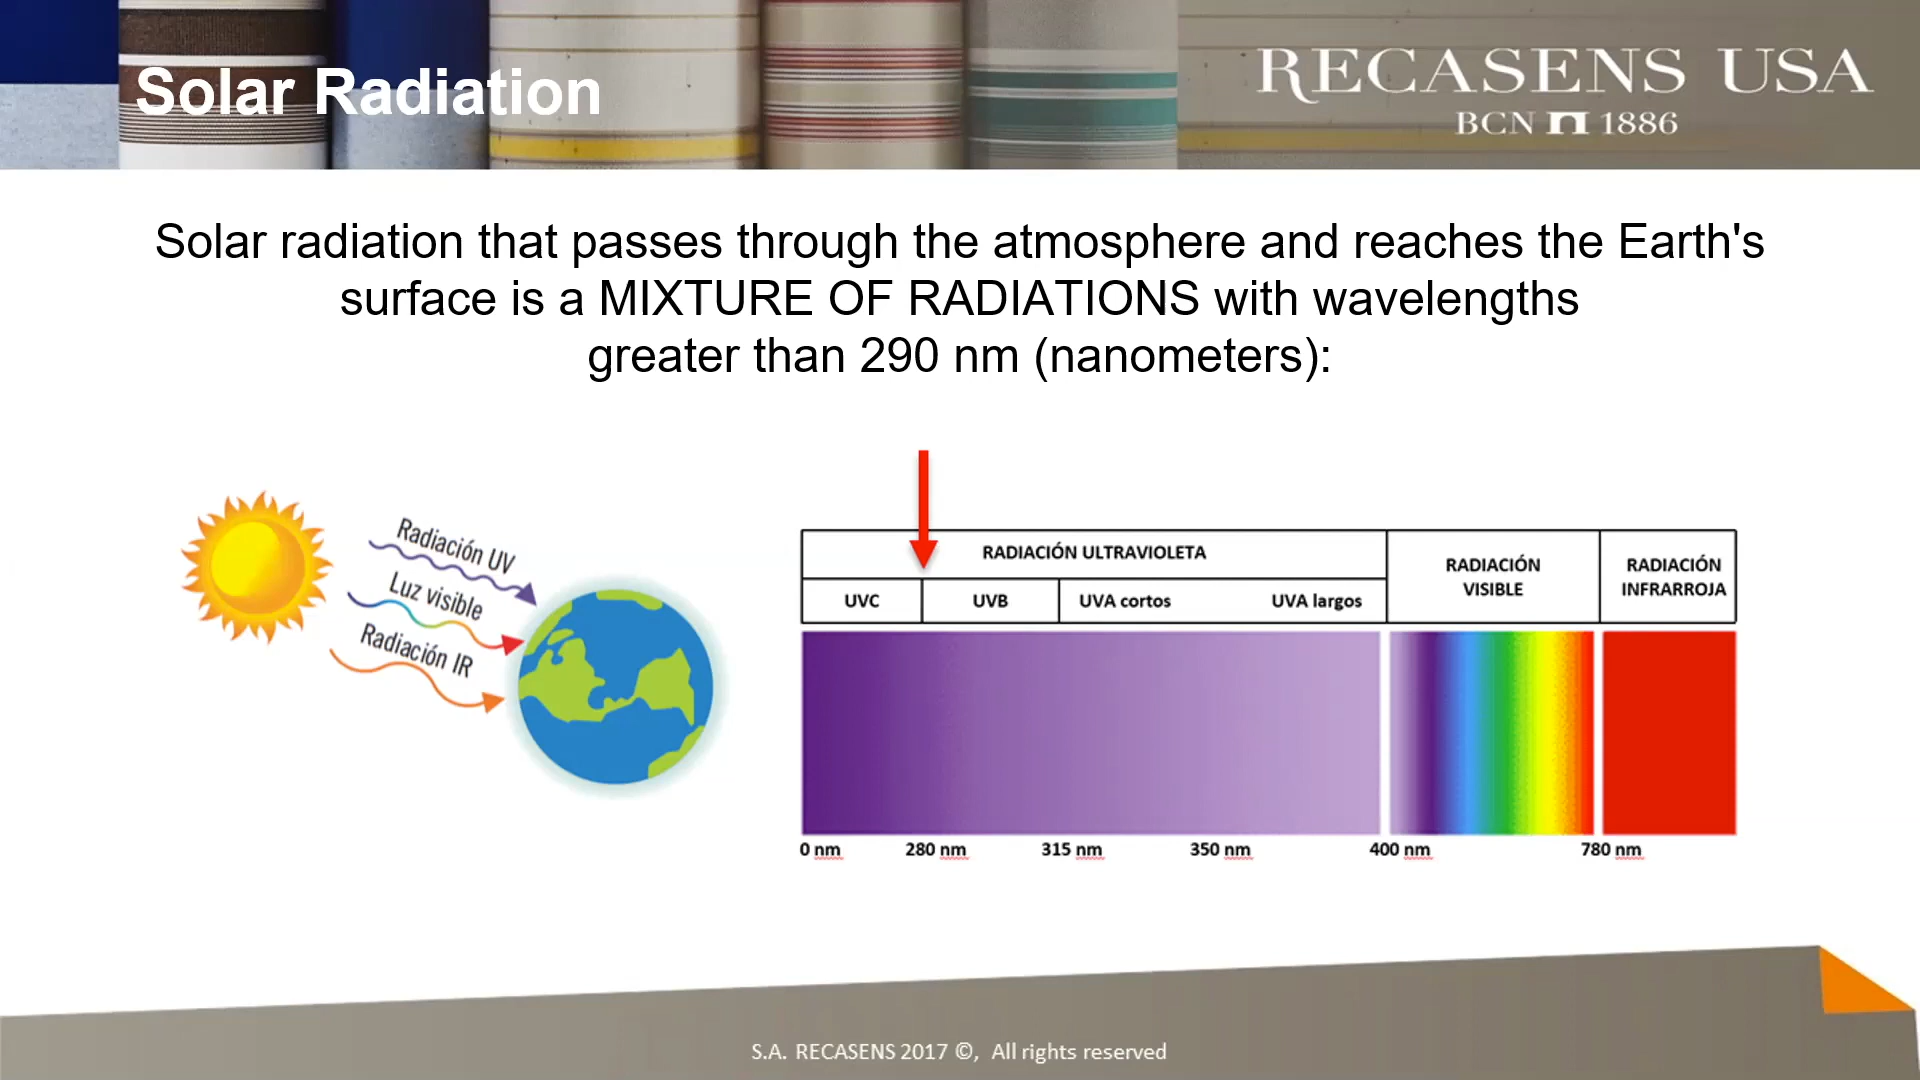 Solar Radiation
RECASENS USA
BCN 1886
Solar radiation that passes through the atmosphere and reaches the Earth's
surface is a MIXTURE OF RADIATIONS with wavelengths
greater than 290 nm (nanometers):
Radiación UV
Luz visible
Radiación IR
RADIACIÓN ULTRAVIOLETA
RADIACIÓN
VISIBLE
RADIACIÓN
INFRARROJA
UVC UVB UVA cortos UVA largos
0 nm 280 nm 315 nm 350 nm 400 nm 780 nm
S.A. RECASENS 2017 ©, All rights reserved